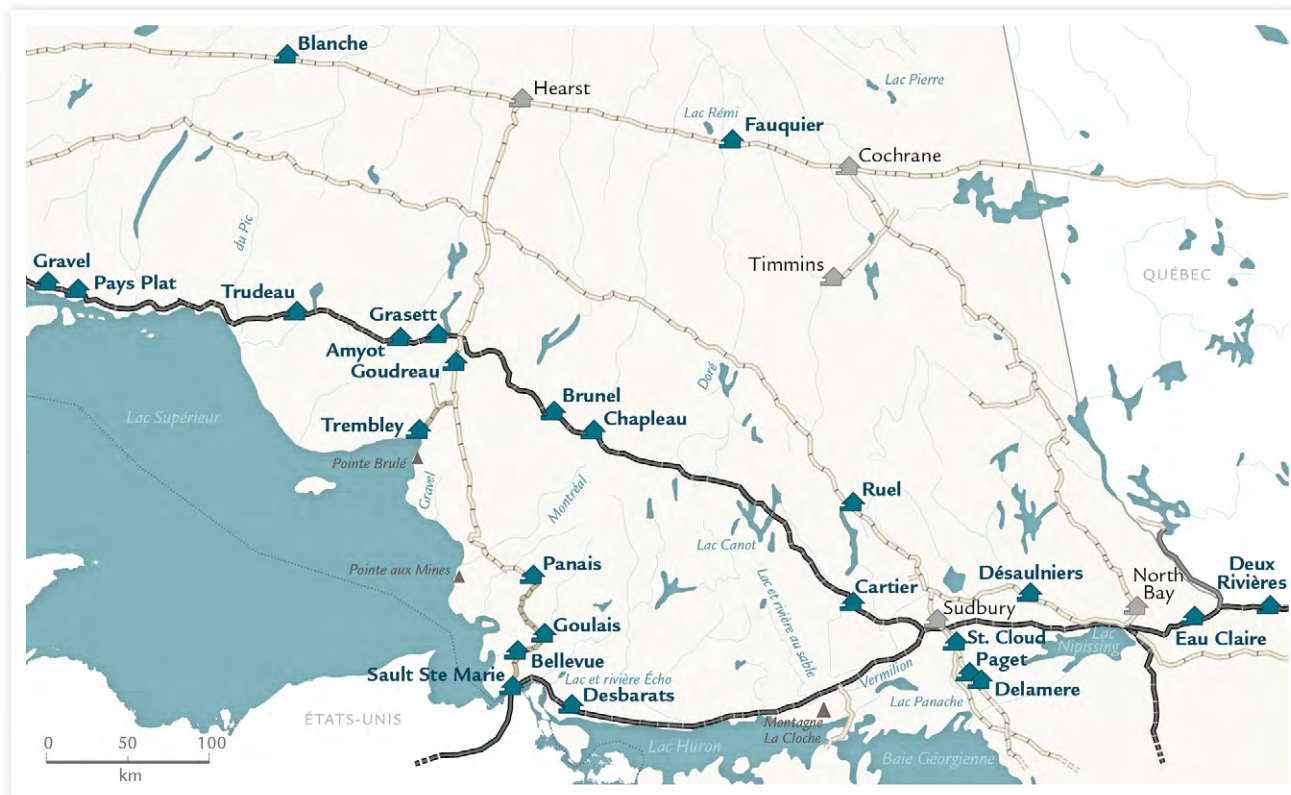 Blanche
Hearst
Lac Pierre
Lac Rémi
Fauquier
Cochrane
du Pic
Gravel
Pays Plat
Trudeau
Timmins
QUÉBEC
Grasett
Amyot
Goudreau
Doré
Brunel
Chapleau
Lac Supérieur
Trembley
Pointe Brulé
Gravel
Montréal
Ruel
Lac Canot
Pointe aux Mines
Panais
Lac et rivière au sable
Cartier
Désaulniers
North
Bay
Deux
Rivières
Sudbury
Goulais
St. Cloud
Lac
Nipissing
Eau Claire
Bellevue
Sault Ste Marie
Lac et rivière Écho
Desbarats
Vermilion
Paget
Delamere
Lac Panache
ÉTATS-UNIS
Montagne
La Cloche
Lac Huron
Baie Géorgienne
0 50 100
km